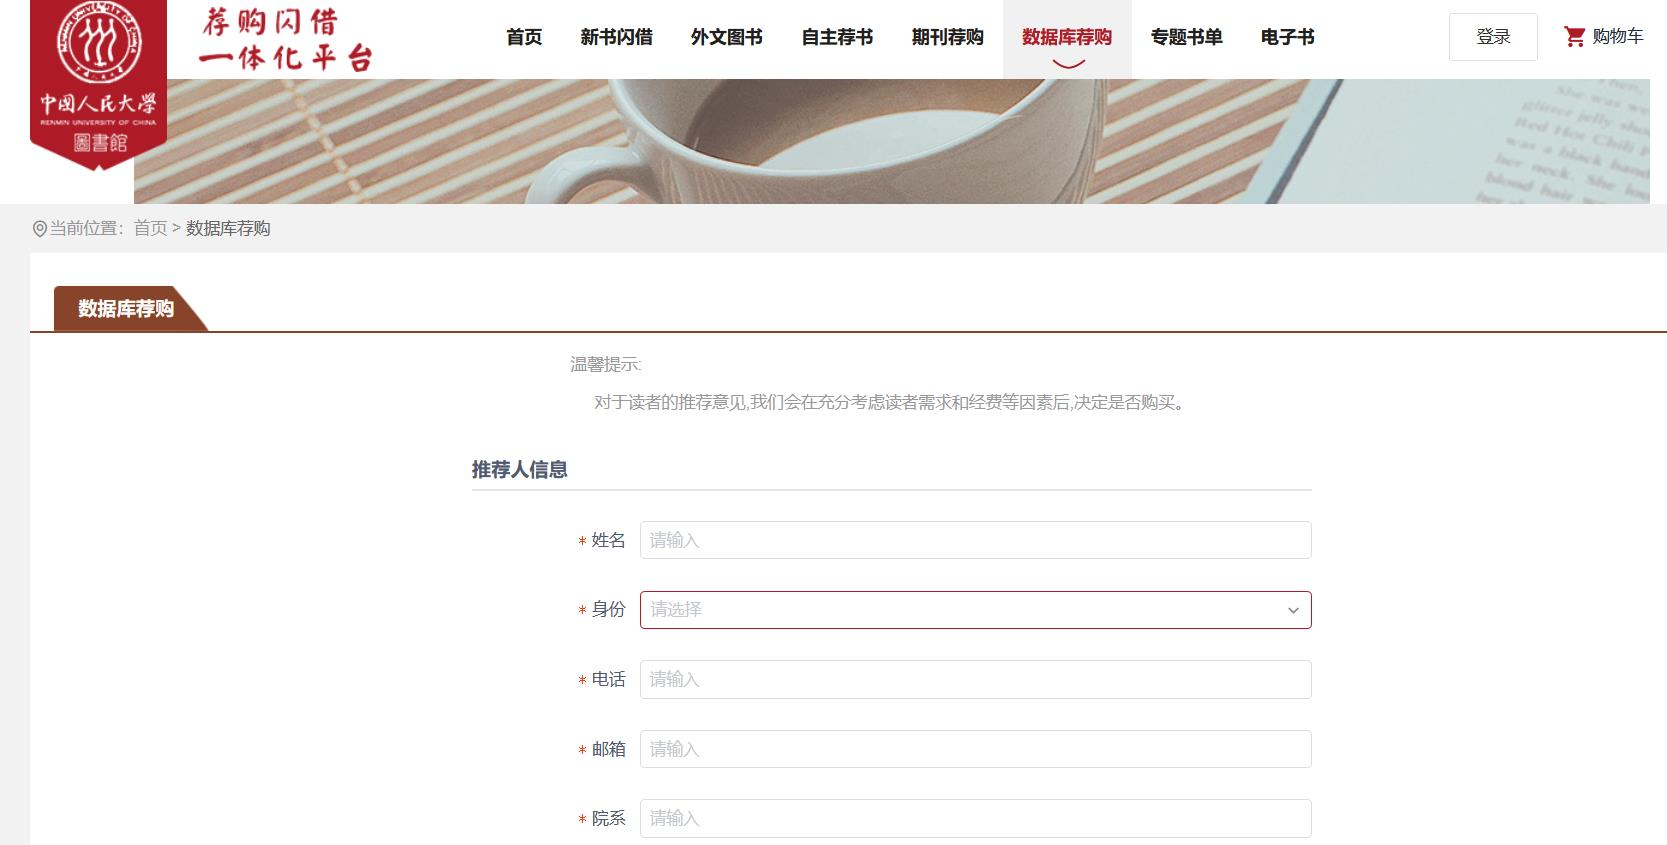 荐购闪借
一体化平台
中国人民大学
RENMIN UNIVERSITY OF CHINA
圖書館
首页 新书闪借 外文图书 自主荐书 期刊荐购 数据库荐购 专题书单 电子书 登录 购物车
当前位置：首页 > 数据库荐购
数据库荐购
温馨提示:
对于读者的推荐意见,我们会在充分考虑读者需求和经费等因素后,决定是否购买。
推荐人信息
* 姓名 请输入
* 身份 请选择
* 电话 请输入
* 邮箱 请输入
* 院系 请输入